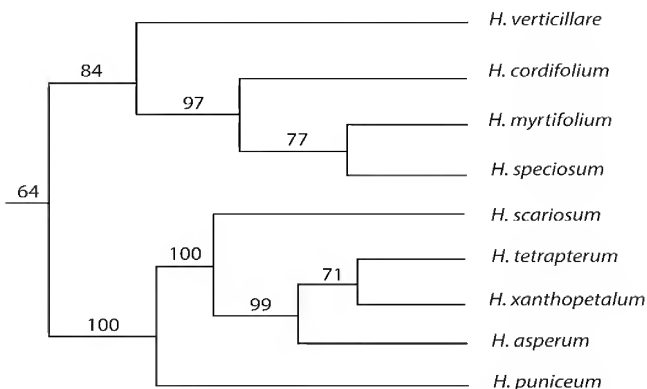 H. verticillare
84
H. cordifolium
97
H. myrtifolium
77
H. speciosum
64
H. scariosum
100
H. tetrapterum
71
H. xanthopetalum
99
100
H. asperum
H. puniceum